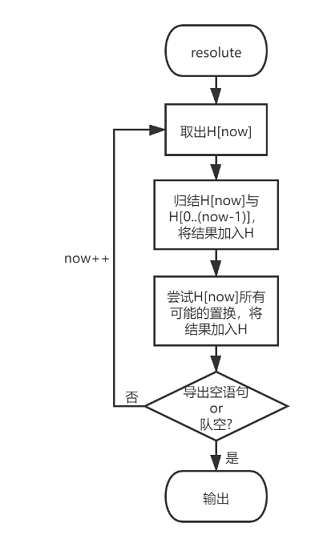 resolute
取出H[now]
归结H[now]与
H[0..(now-1)],
将结果加入H
now++
尝试H[now]所有
可能的置换，将
结果加入H
导出空语句
or
队空?
否
是
输出